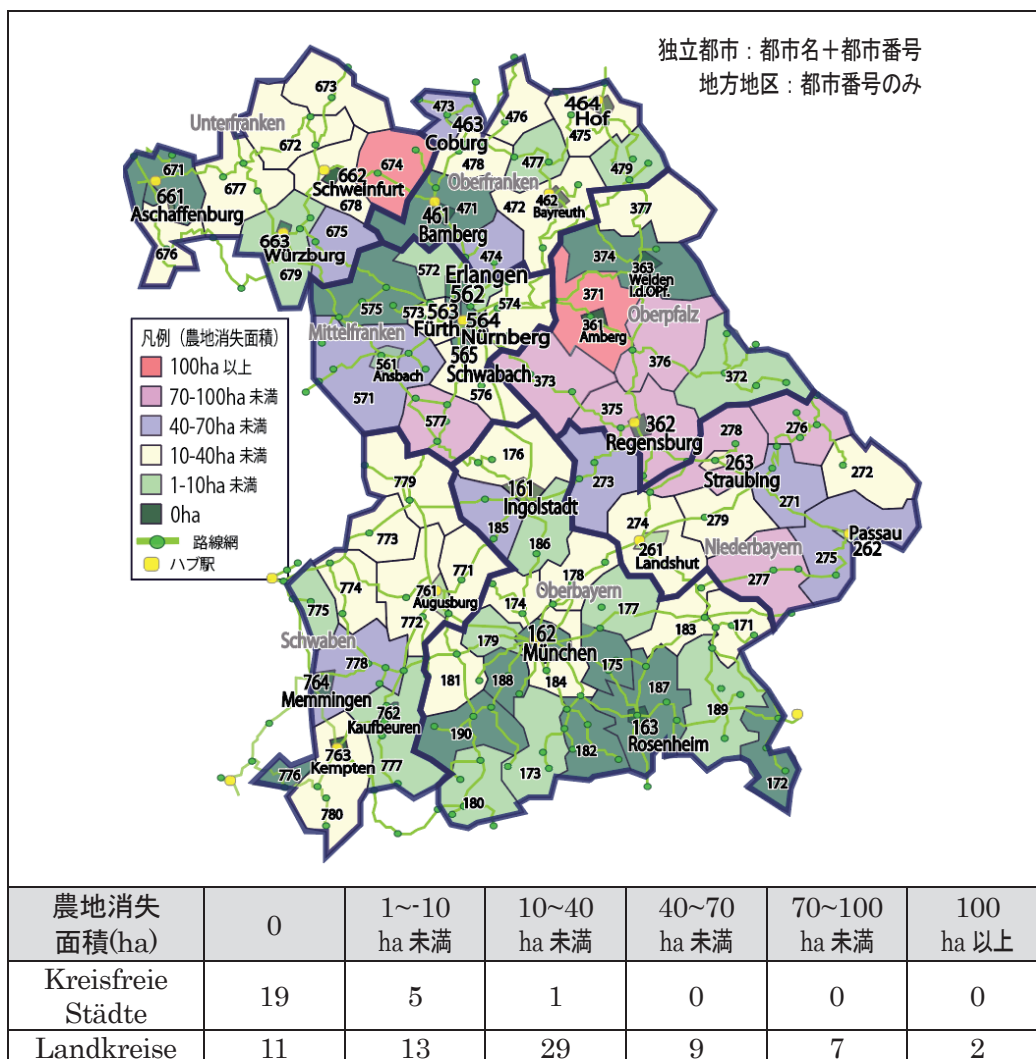 独立都市：都市名＋都市番号
地方地区：都市番号のみ
673
473
463
Coburg
476
464
Hof
475
Unterfranken
672
478
477
479
671
674
Oberfranken
661
Aschaffenburg
677
662
Schweinfurt
678
461
Bamberg
471
472
462
Bayreuth
377
676
663
Würzburg
675
679
474
374
363
Weiden
i.d.OPf.
572
Erlangen
562
574
371
575
573
563
Fürth
564
Nürnberg
361
Amberg
Oberpfalz
Mittelfranken
561
Ansbach
565
Schwabach
376
372
571
576
373
577
375
362
Regensburg
278
276
凡例（農地消失面積）
100ha 以上
70-100ha 未満
40-70ha 未満
10-40ha 未満
1-10ha 未満
0ha
路線網
ハブ駅
176
263
Straubing
272
779
161
Ingolstadt
273
271
185
274
279
Passau
262
773
186
261
Landshut
Niederbayern
275
771
178
277
774
761
Augusburg
174
Oberbayern
775
772
177
171
Schwaben
179
162
München
183
778
181
188
175
184
187
764
Memmingen
189
762
Kaufbeuren
190
163
Rosenheim
763
Kempten
182
776
777
173
172
780
180
農地消失
面積(ha)
0
1~-10
ha 未満
10~40
ha 未満
40~70
ha 未満
70~100
ha 未満
100
ha 以上
Kreisfreie
Städte
19 5 1 0 0 0
Landkreise
11 13 29 9 7 2